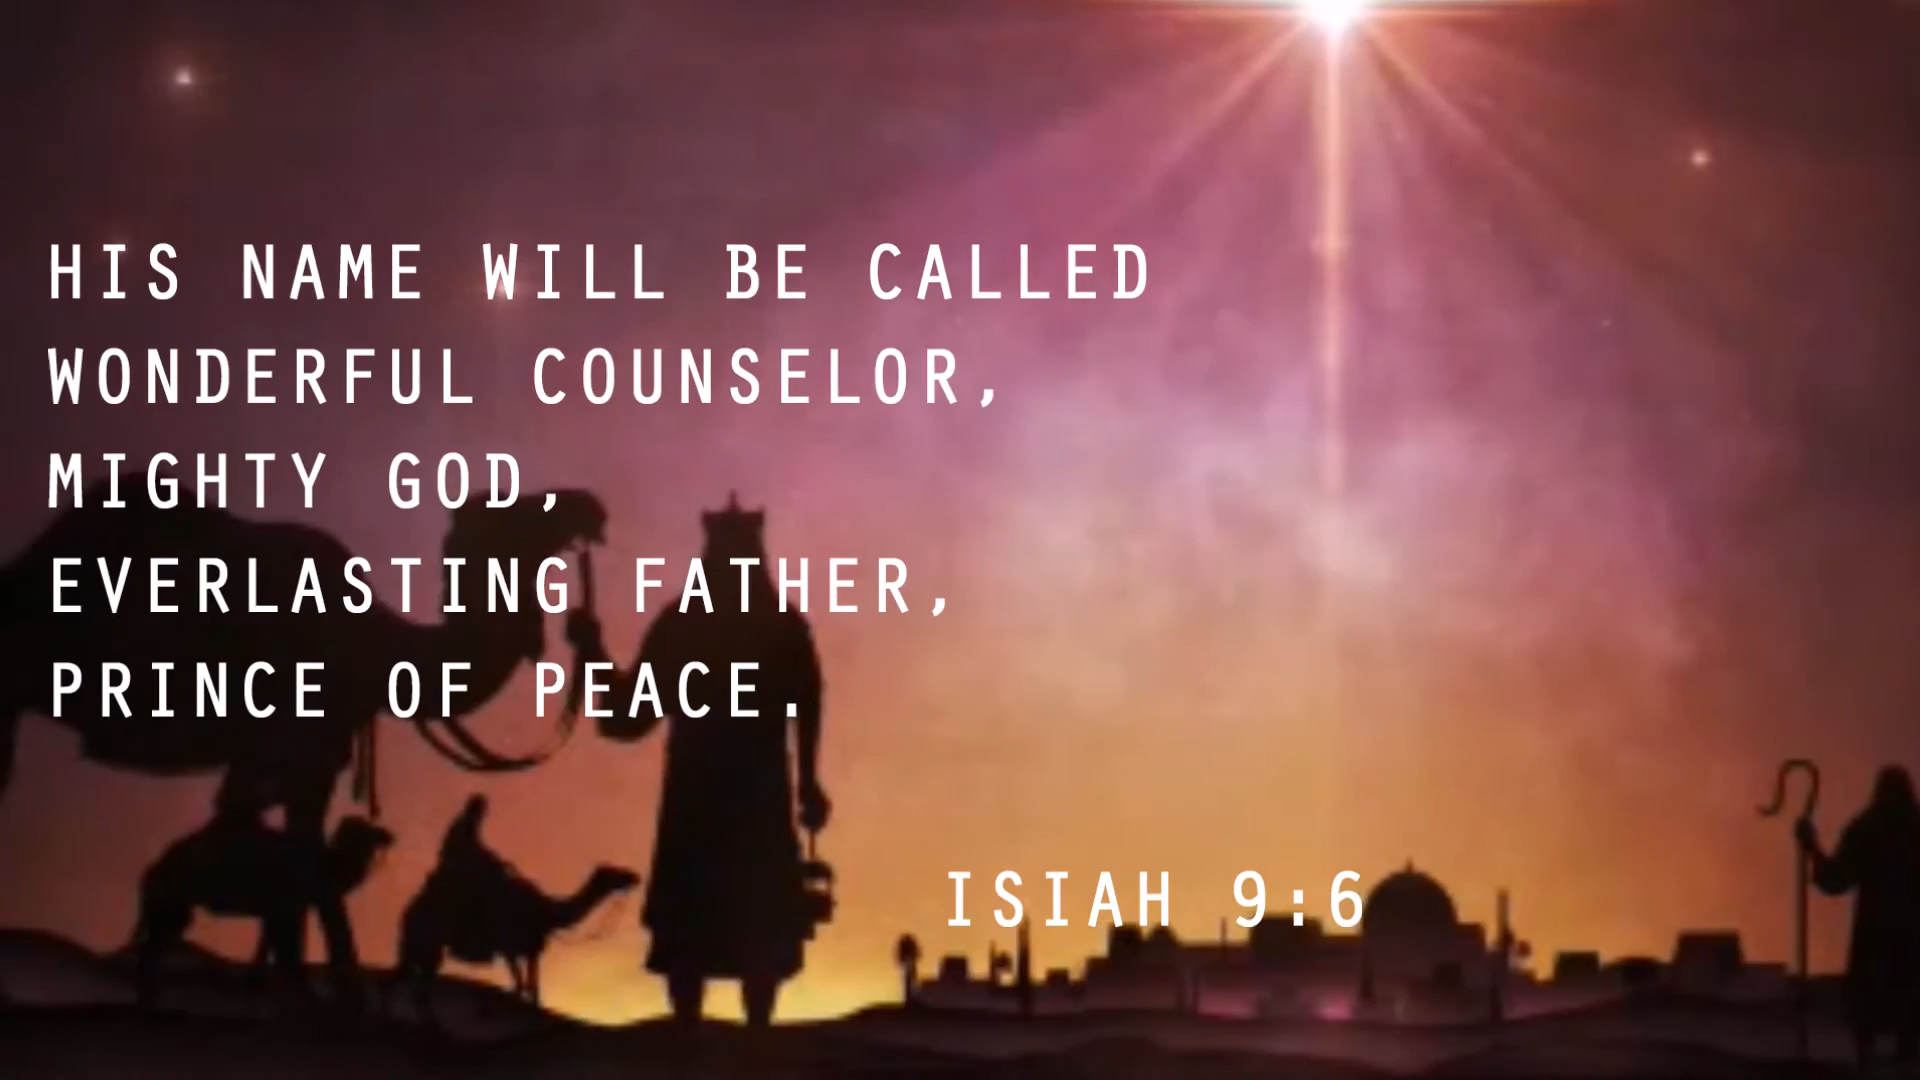 HIS NAME WILL BE CALLED
WONDERFUL COUNSELOR,
MIGHTY GOD,
EVERLASTING FATHER,
PRINCE OF PEACE.
ISIAH 9:6